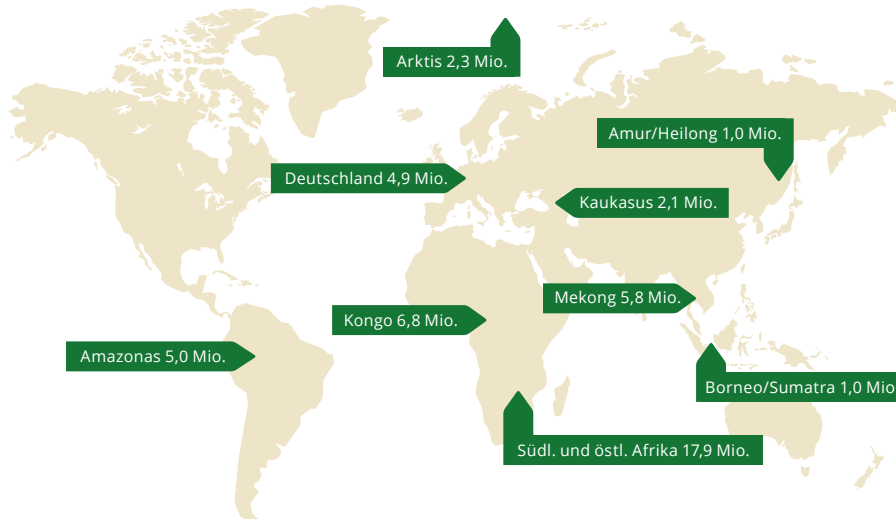 Arktis 2,3 Mio.
Amur/Heilong 1,0 Mio.
Deutschland 4,9 Mio.
Kaukasus 2,1 Mio.
Mekong 5,8 Mio.
Kongo 6,8 Mio.
Amazonas 5,0 Mio.
Borneo/Sumatra 1,0 Mio
Südl. und östl. Afrika 17,9 Mio.